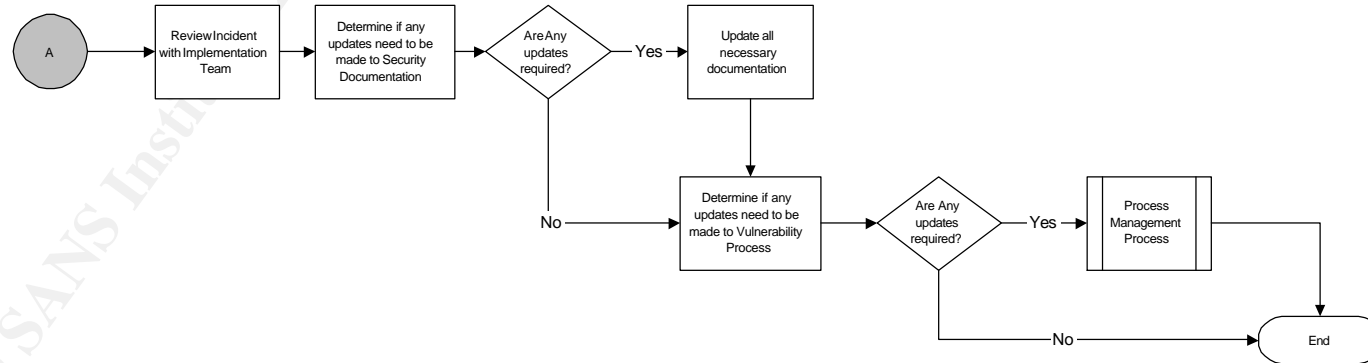 A
Review Incident
with Implementation
Team
Determine if any
updates need to be
made to Security
Documentation
Are Any
updates
required?
Yes
Update all
necessary
documentation
No
Determine if any
updates need to be
made to Vulnerability
Process
Are Any
updates
required?
Yes
Process
Management
Process
No
End
SANS